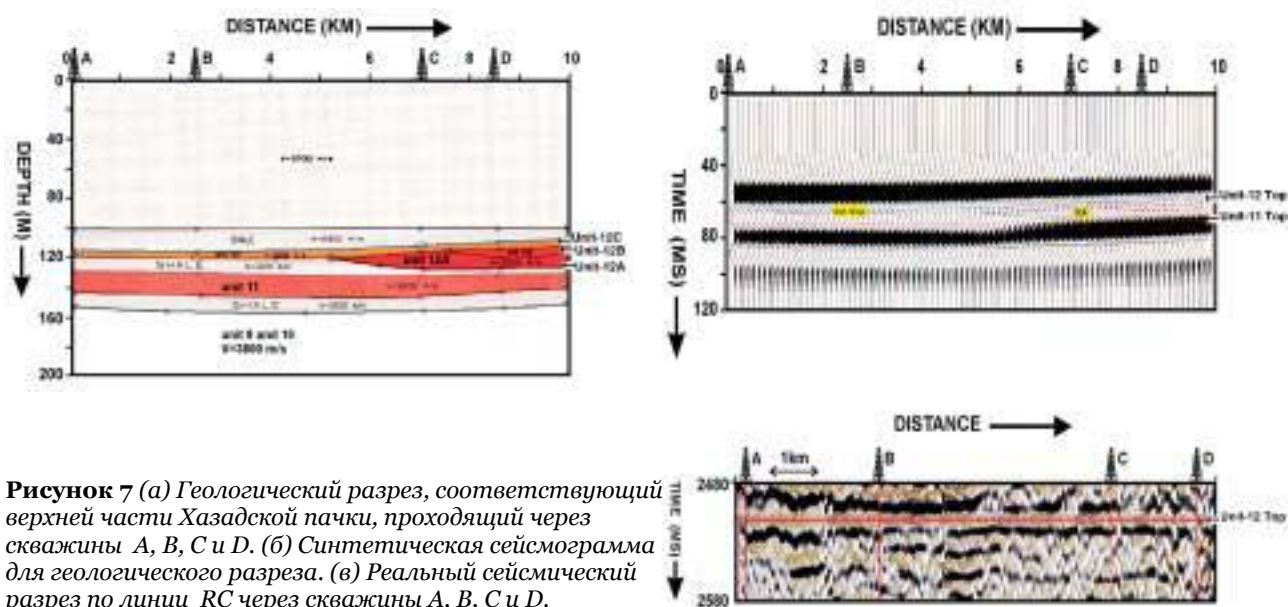 DISTANCE (KM)
0 A 2 B 4 6 C 8 D 10
0
40
80
120
160
200
DEPTH (M)
SHALE
Unit-12C
Unit-12B
Unit-12A
SHALE
unit 11
SHALE
unit 9 and 10
V=3800 m/s
DISTANCE (KM)
0 A 2 B 4 6 C 8 D 10
0
40
80
120
TIME (MS)
Unit-12 Top
Unit-11 Top
DISTANCE
A 1km B C D
2480
2580
TIME (MS)
Unit-12 Top
Рисунок 7 (а) Геологический разрез, соответствующий
верхней части Хазадской пачки, проходящий через
скважины A, B, C и D. (б) Синтетическая сейсмограмма
для геологического разреза. (в) Реальный сейсмический
разрез по линии RC через скважины A, B, C и D.